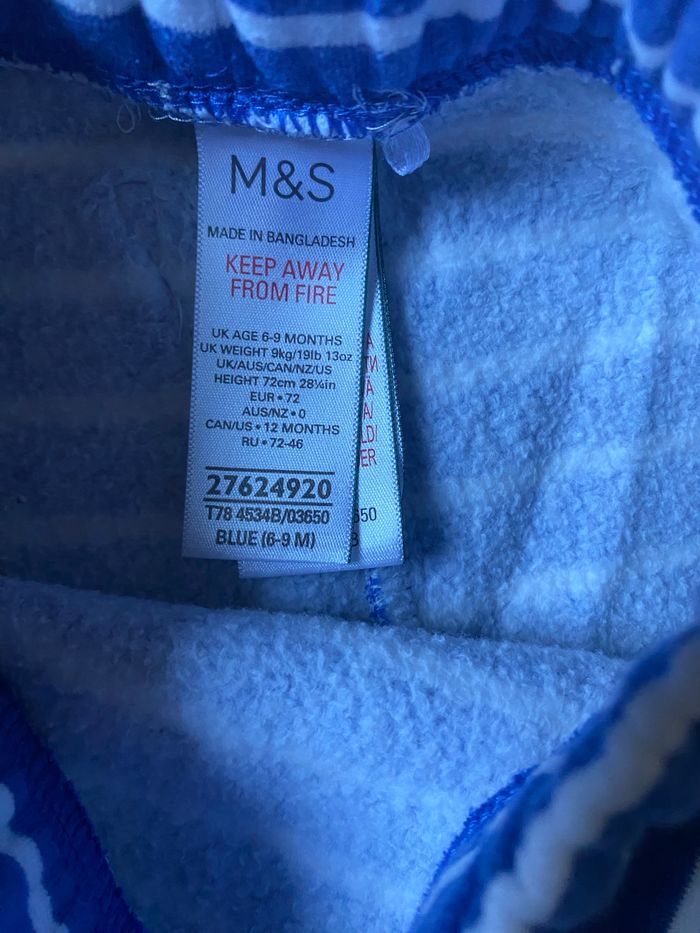 M&S
MADE IN BANGLADESH
KEEP AWAY
FROM FIRE
UK AGE 6-9 MONTHS
UK WEIGHT 9kg/19lb 13oz
UK/AUS/CAN/NZ/US
HEIGHT 72cm 28¼in
EUR • 72
AUS/NZ • 0
CAN/US • 12 MONTHS
RU • 72-46
27624920
T78 4534B/03650
BLUE (6-9 M)